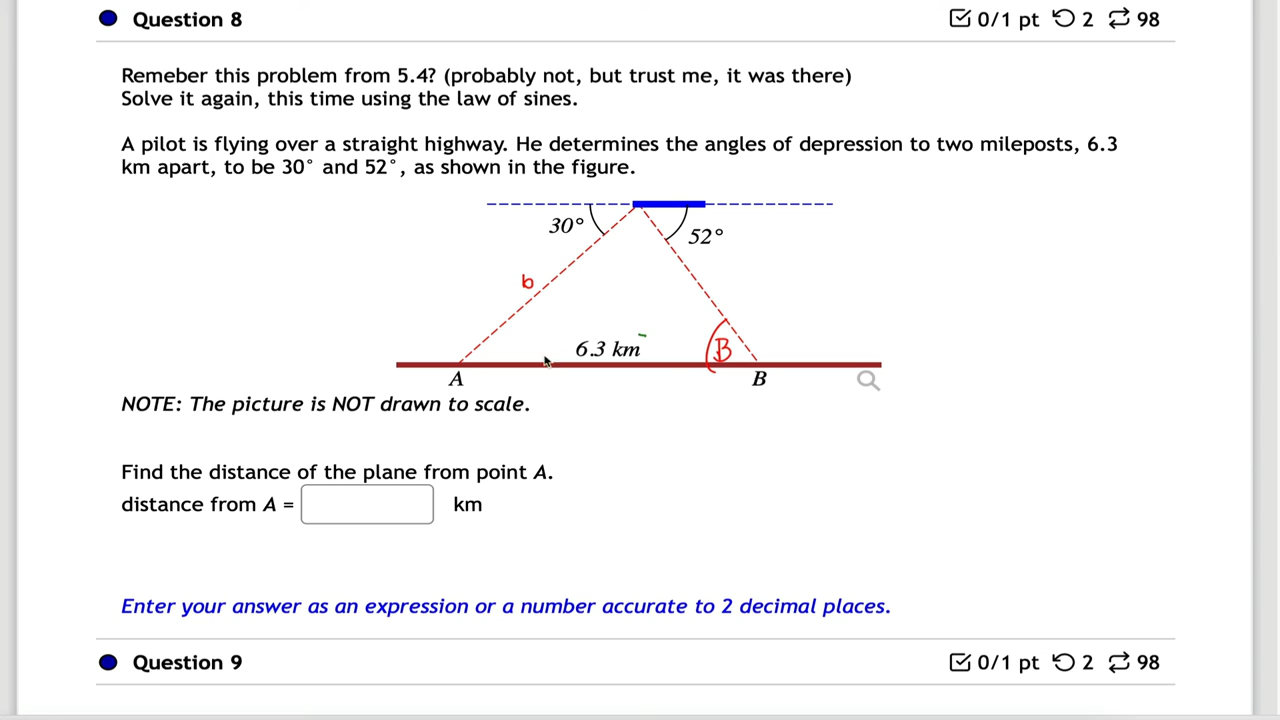 Question 8
0/1 pt 2 98
Remeber this problem from 5.4? (probably not, but trust me, it was there)
Solve it again, this time using the law of sines.
A pilot is flying over a straight highway. He determines the angles of depression to two mileposts, 6.3
km apart, to be 30° and 52°, as shown in the figure.
30°
52°
b
6.3 km
B
A
B
NOTE: The picture is NOT drawn to scale.
Find the distance of the plane from point A.
distance from A = km
Enter your answer as an expression or a number accurate to 2 decimal places.
Question 9
0/1 pt 2 98